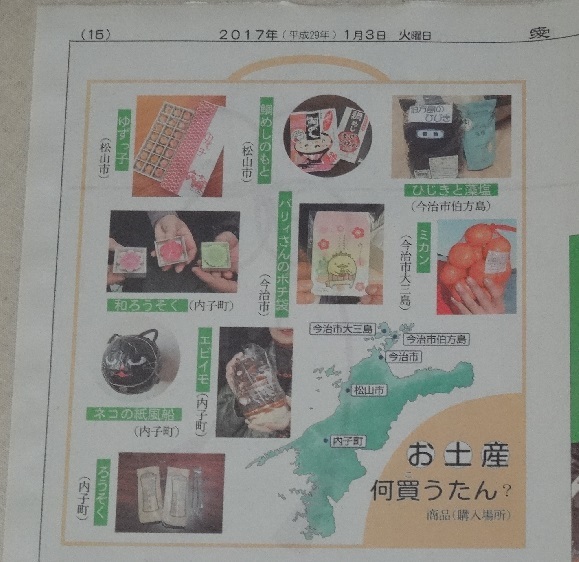 (15)
2017年(平成29年)1月3日 火曜日
愛
ゆずっ子
(松山市)
鯛めしのもと
(松山市)
伯方島の
ひじき
ひじきと藻塩
(今治市伯方島)
和ろうそく(内子町)
バリィさんのポチ袋
(今治市)
ミカン
(今治市大三島)
ネコの紙風船
(内子町)
エビイモ
(内子町)
ろうそく
(内子町)
今治市大三島
今治市伯方島
今治市
松山市
内子町
お土産
何買うたん?
商品(購入場所)